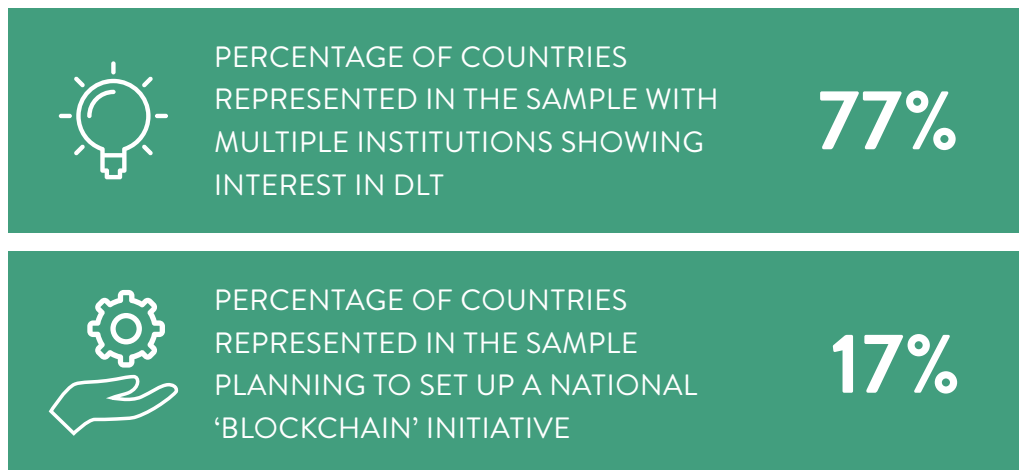 PERCENTAGE OF COUNTRIES
REPRESENTED IN THE SAMPLE WITH
MULTIPLE INSTITUTIONS SHOWING
INTEREST IN DLT
77%
PERCENTAGE OF COUNTRIES
REPRESENTED IN THE SAMPLE
PLANNING TO SET UP A NATIONAL
‘BLOCKCHAIN’ INITIATIVE
17%